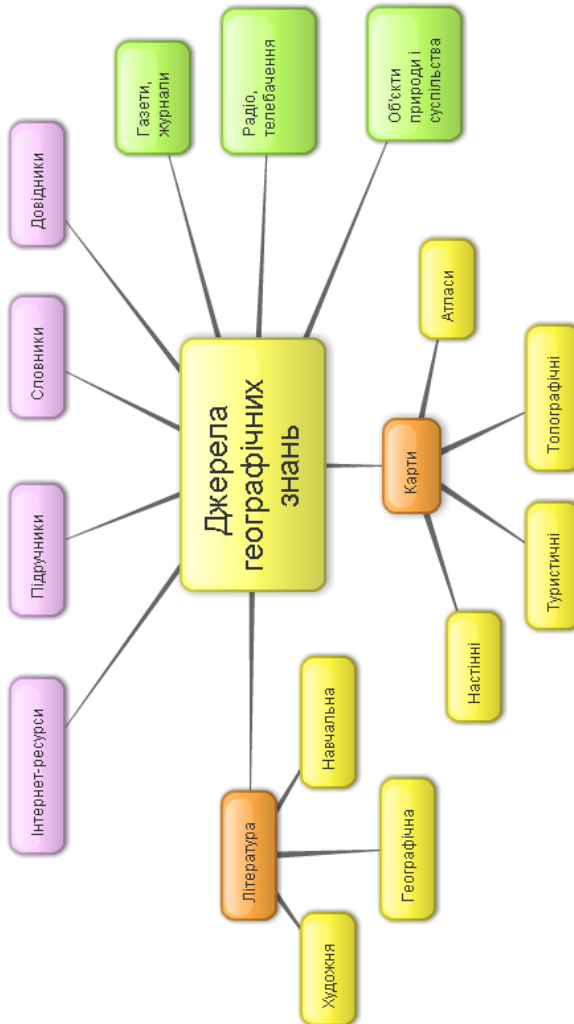 Інтернет-ресурси
Підручники
Словники
Довідники
Газети,
журнали
Радіо,
телебачення
Об'єкти
природи і
суспільства
Джерела
географічних
знань
Література
Художня
Географічна
Навчальна
Карти
Настінні
Туристичні
Топографічні
Атласи